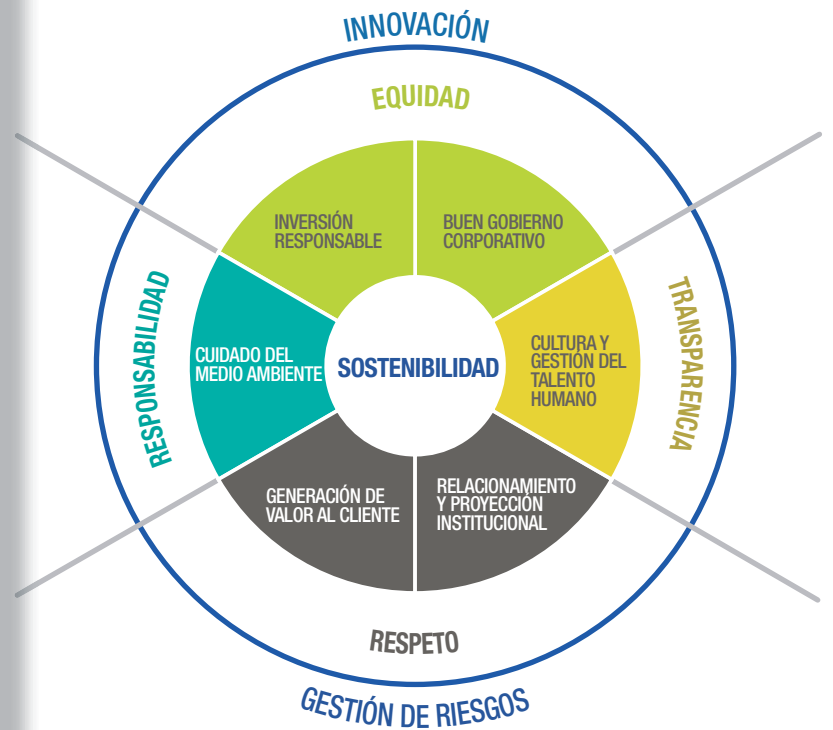 INNOVACIÓN
EQUIDAD
INVERSIÓN
RESPONSABLE
BUEN GOBIERNO
CORPORATIVO
RESPONSABILIDAD
CUIDADO DEL
MEDIO AMBIENTE
SOSTENIBILIDAD
CULTURA Y
GESTIÓN DEL
TALENTO
HUMANO
TRANSPARENCIA
GENERACIÓN DE
VALOR AL CLIENTE
RELACIONAMIENTO
Y PROYECCIÓN
INSTITUCIONAL
RESPETO
GESTIÓN DE RIESGOS